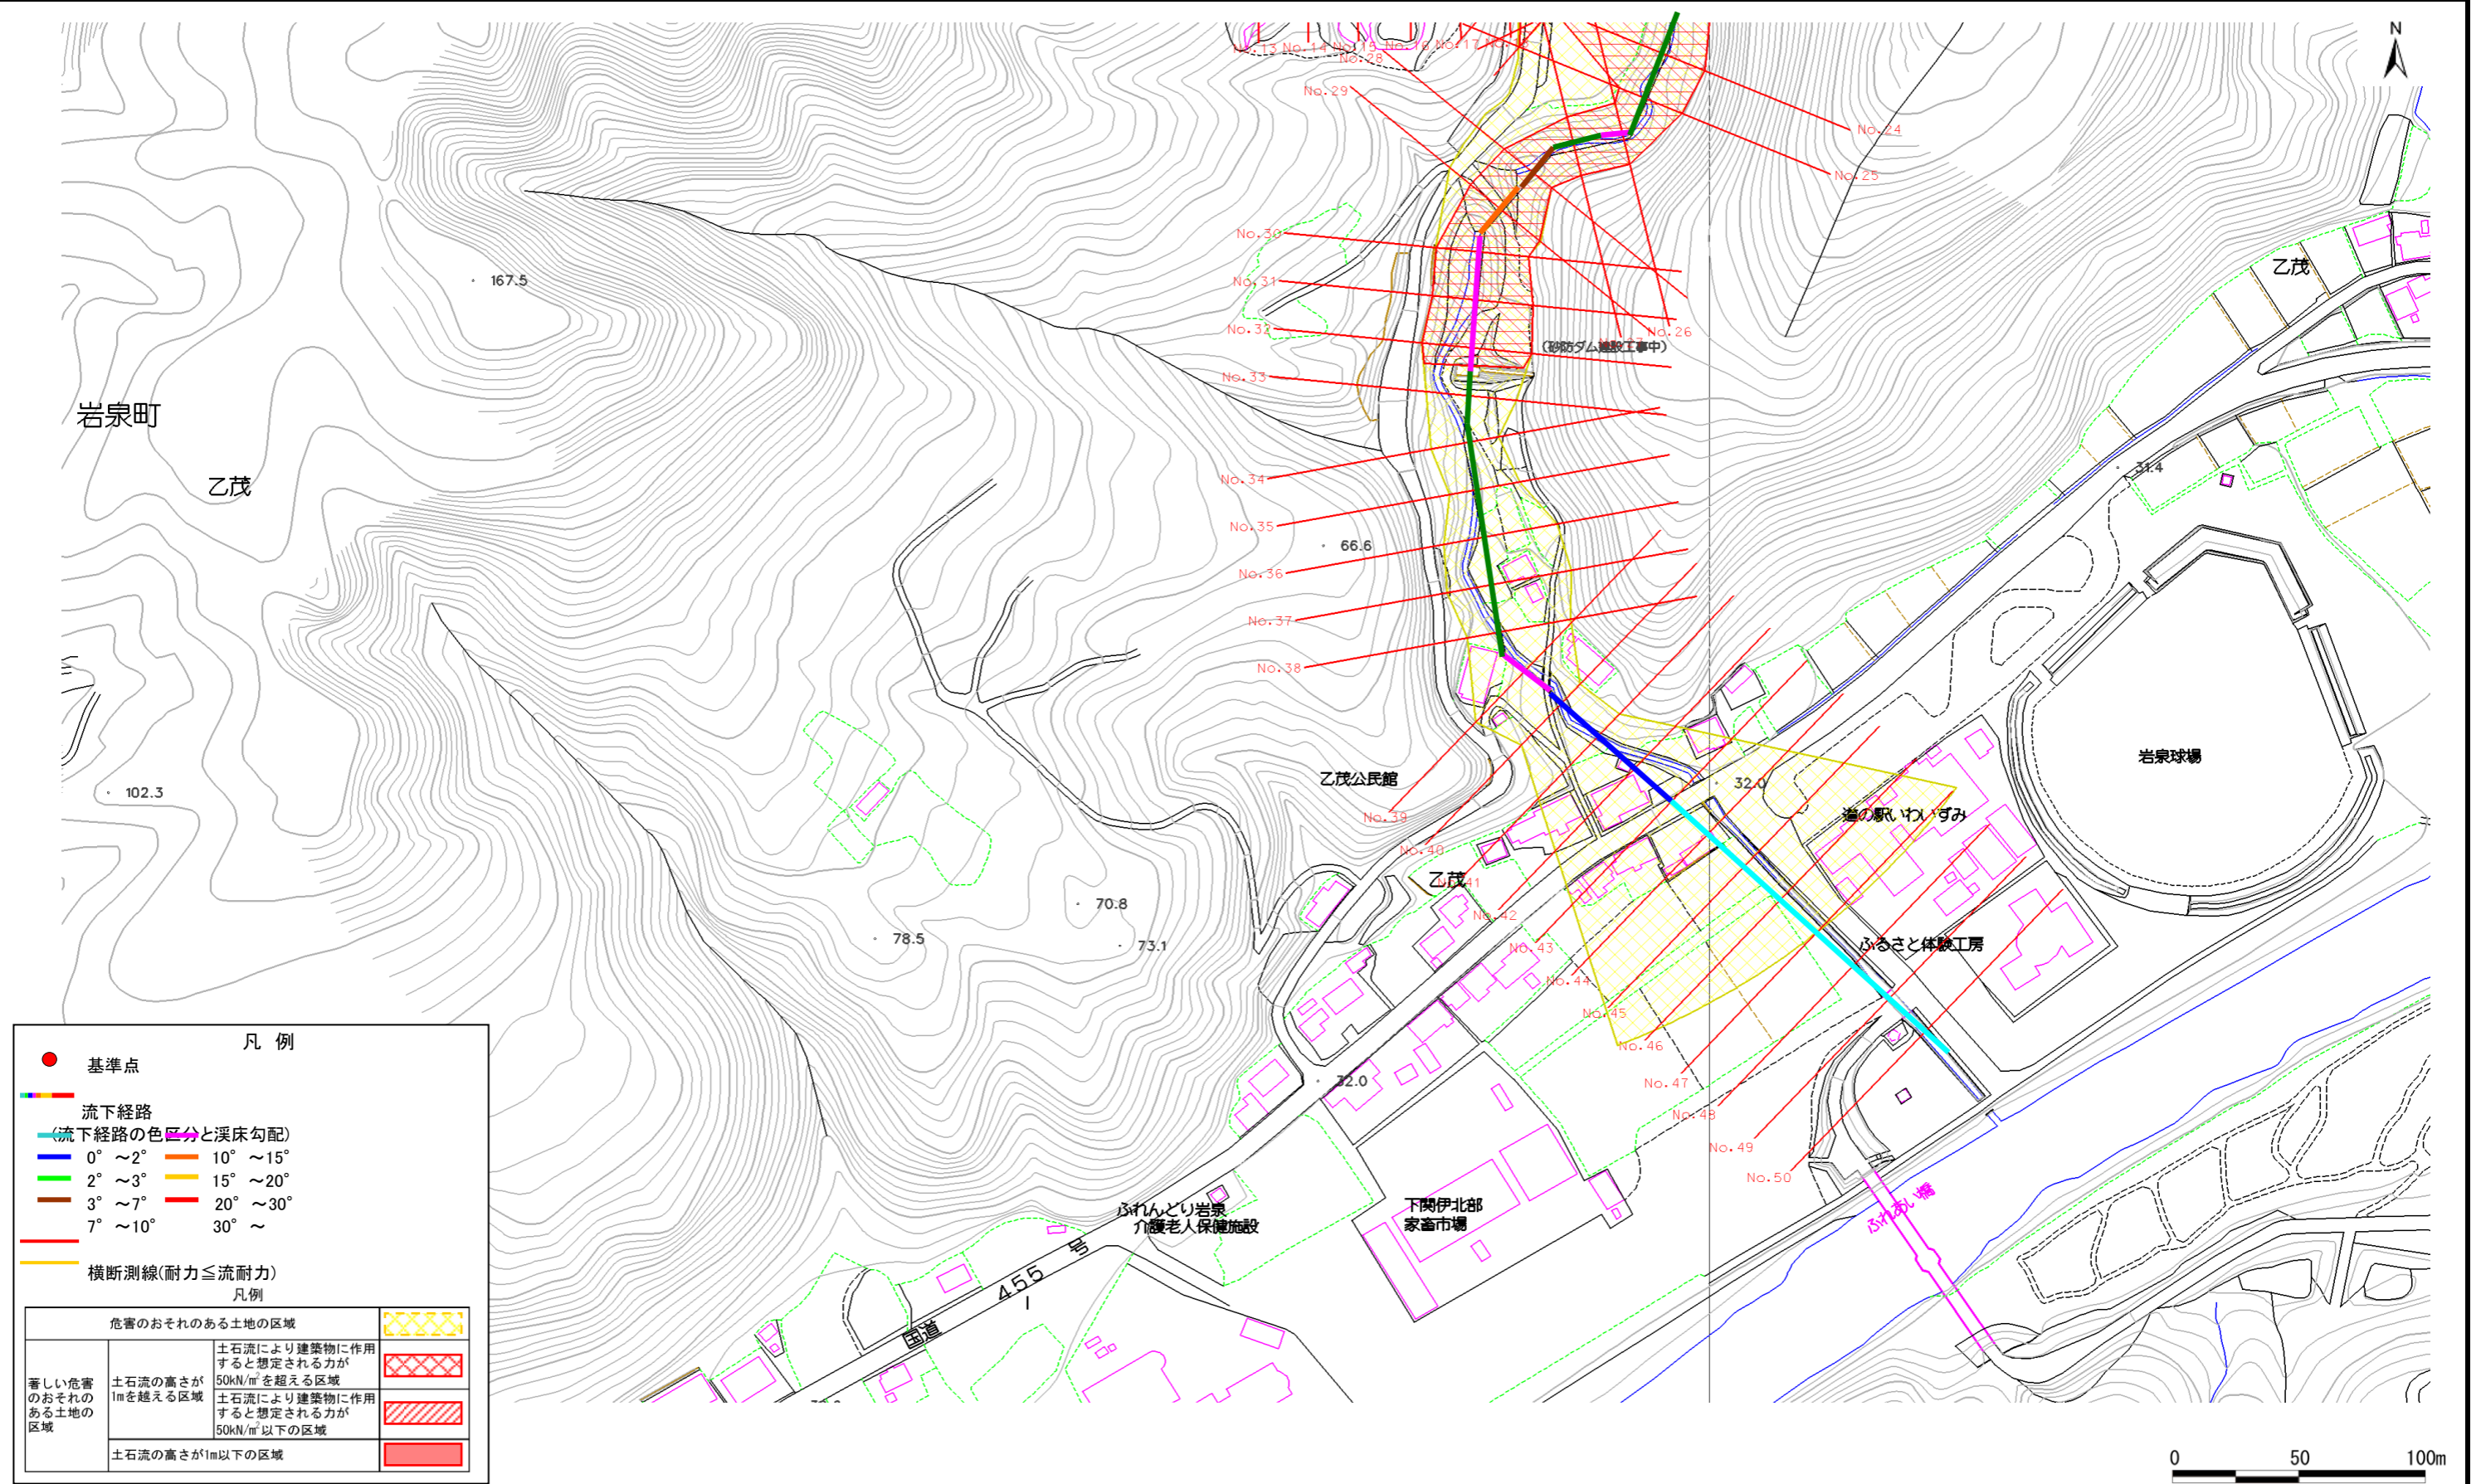 N
No.13 No.14 No.15 No.16 No.17 No.18
No.28
No.29
No.24
No.25
No.30
No.31
No.32
No.26
(砂防ダム建設工事中)
No.33
No.34
No.35
No.36
No.37
No.38
No.39
No.40
No.41
No.42
No.43
No.44
No.45
No.46
No.47
No.48
No.49
No.50
167.5
岩泉町
乙茂
乙茂
31.4
66.6
102.3
乙茂公民館
32.0
岩泉球場
道の駅いわいずみ
乙茂
70.8
78.5
73.1
ふるさと体験工房
32.0
ふれんどり岩泉
介護老人保健施設
下閉伊北部
家畜市場
ふれあい橋
国道
455
号
凡 例
基準点
流下経路
(流下経路の色区分と渓床勾配)
0° ~2° 10° ~15°
2° ~3° 15° ~20°
3° ~7° 20° ~30°
7° ~10° 30° ~
横断測線(耐力≦流耐力)
凡例
危害のおそれのある土地の区域
著しい危害
のおそれの
ある土地の
区域
土石流の高さが
1mを越える区域
土石流により建築物に作用
すると想定される力が
50kN/㎡を超える区域
土石流により建築物に作用
すると想定される力が
50kN/㎡以下の区域
土石流の高さが1m以下の区域
0 50 100m